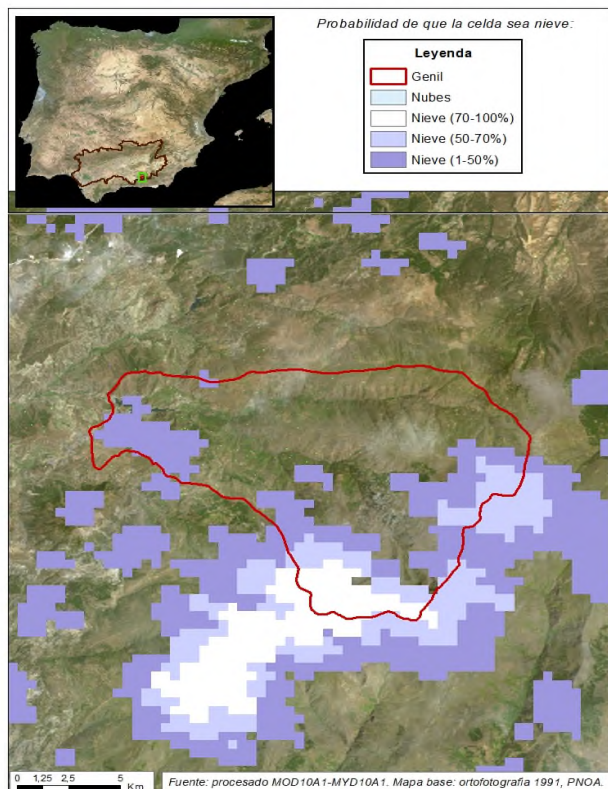 Probabilidad de que la celda sea nieve:
Leyenda
Genil
Nubes
Nieve (70-100%)
Nieve (50-70%)
Nieve (1-50%)
0 1,25 2,5 5
Km
Fuente: procesado MOD10A1-MYD10A1. Mapa base: ortofotografía 1991, PNOA.